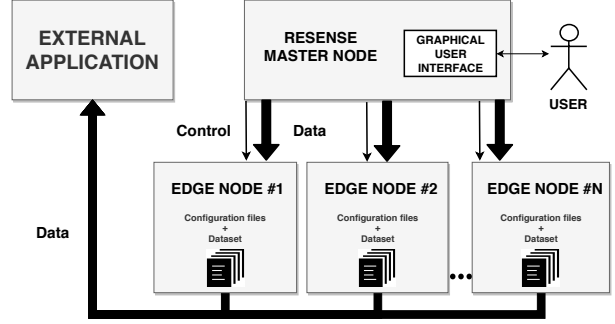 EXTERNAL
APPLICATION
RESENSE
MASTER NODE
GRAPHICAL
USER
INTERFACE
USER
Control
Data
EDGE NODE #1
Configuration files
+
Dataset
EDGE NODE #2
Configuration files
+
Dataset
EDGE NODE #N
Configuration files
+
Dataset
Data